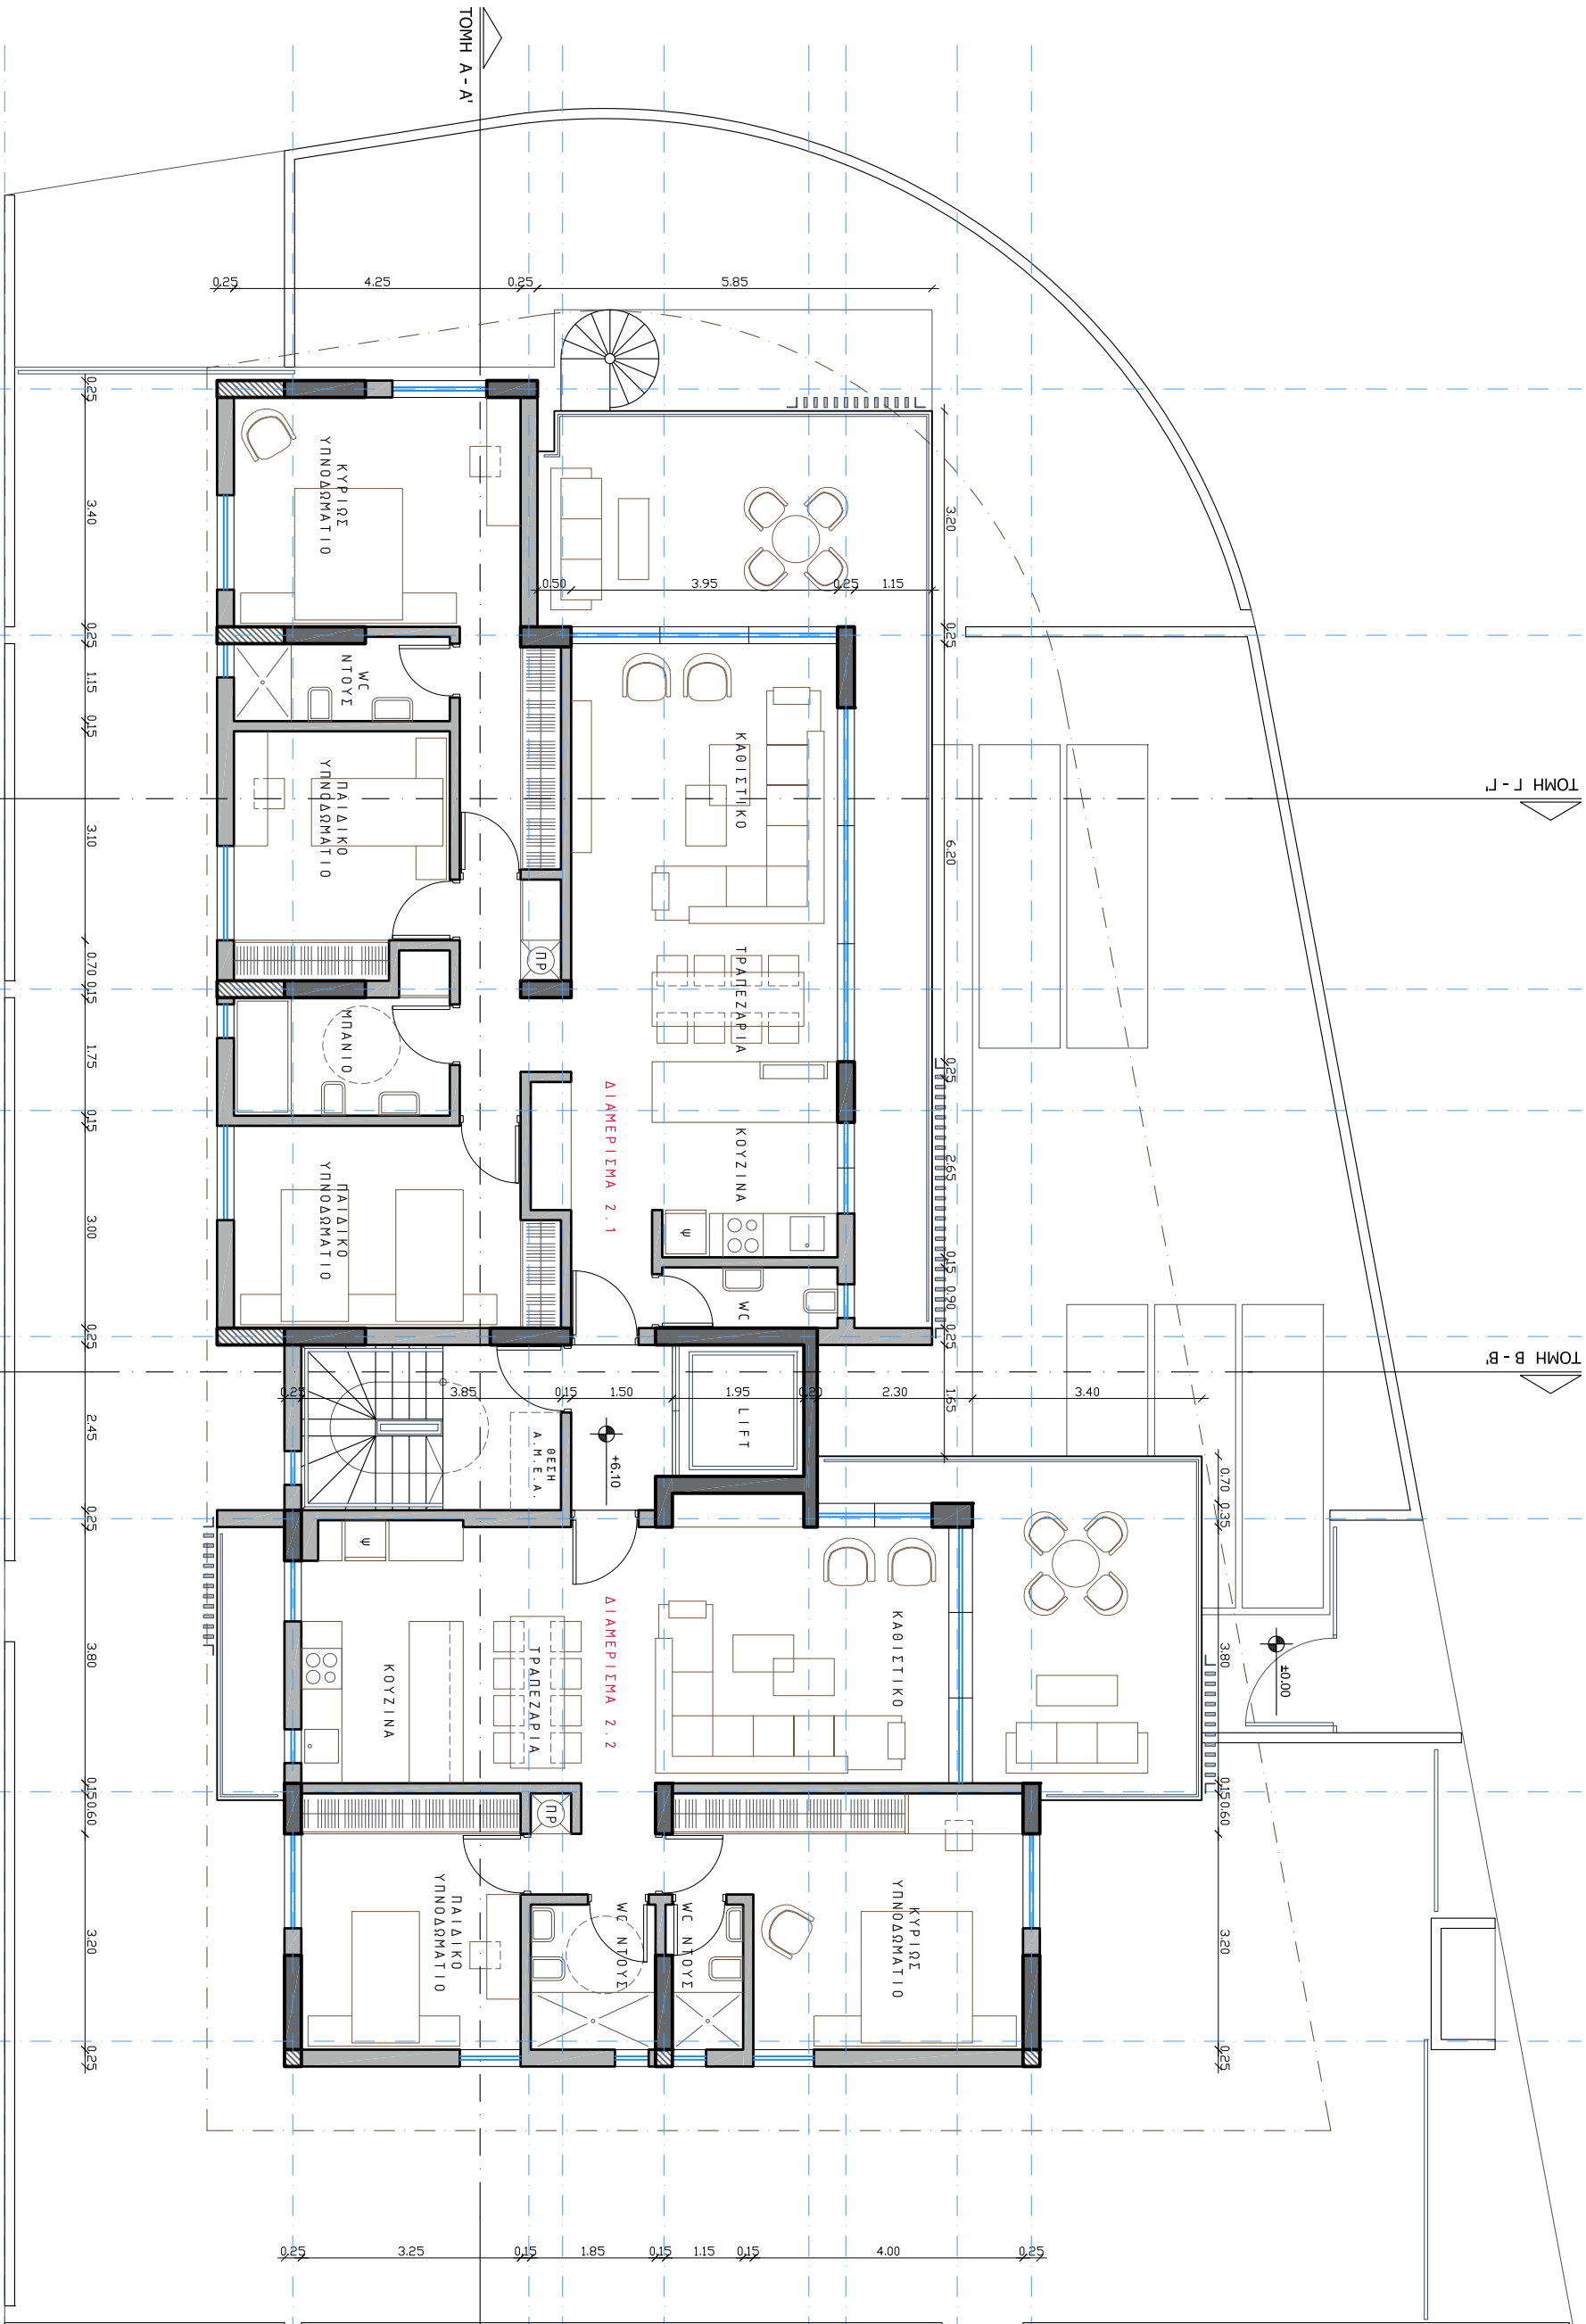 ΤΟΜΗ Α - Α'
ΤΟΜΗ Γ - Γ'
ΤΟΜΗ Β - Β'
0.25
4.25
0.25
5.85
0.25
3.40
0.25
1.15
0.15
3.10
0.70
0.15
1.75
0.15
3.00
0.25
2.45
0.25
3.80
0.15
0.60
3.20
0.25
3.20
0.25
6.20
0.25
2.65
0.15
0.90
0.25
1.65
0.50
3.95
0.25
1.15
ΚΥΡΙΩΣ
ΥΠΝΟΔΩΜΑΤΙΟ
WC
ΝΤΟΥΣ
ΠΑΙΔΙΚΟ
ΥΠΝΟΔΩΜΑΤΙΟ
ΜΠΑΝΙΟ
ΠΑΙΔΙΚΟ
ΥΠΝΟΔΩΜΑΤΙΟ
ΠΡ
ΚΑΘΙΣΤΙΚΟ
ΤΡΑΠΕΖΑΡΙΑ
ΚΟΥΖΙΝΑ
Ψ
WC
ΔΙΑΜΕΡΙΣΜΑ 2.1
0.25
3.85
0.15
1.50
1.95
0.20
2.30
3.40
LIFT
ΘΕΣΗ
Α.Μ.Ε.Α.
+6.10
Ψ
ΚΟΥΖΙΝΑ
ΤΡΑΠΕΖΑΡΙΑ
ΔΙΑΜΕΡΙΣΜΑ 2.2
ΚΑΘΙΣΤΙΚΟ
±0.00
0.70
0.35
3.80
0.15
0.60
3.20
0.25
ΠΡ
ΠΑΙΔΙΚΟ
ΥΠΝΟΔΩΜΑΤΙΟ
WC ΝΤΟΥΣ
WC ΝΤΟΥΣ
ΚΥΡΙΩΣ
ΥΠΝΟΔΩΜΑΤΙΟ
0.25
3.25
0.15
1.85
0.15
1.15
0.15
4.00
0.25